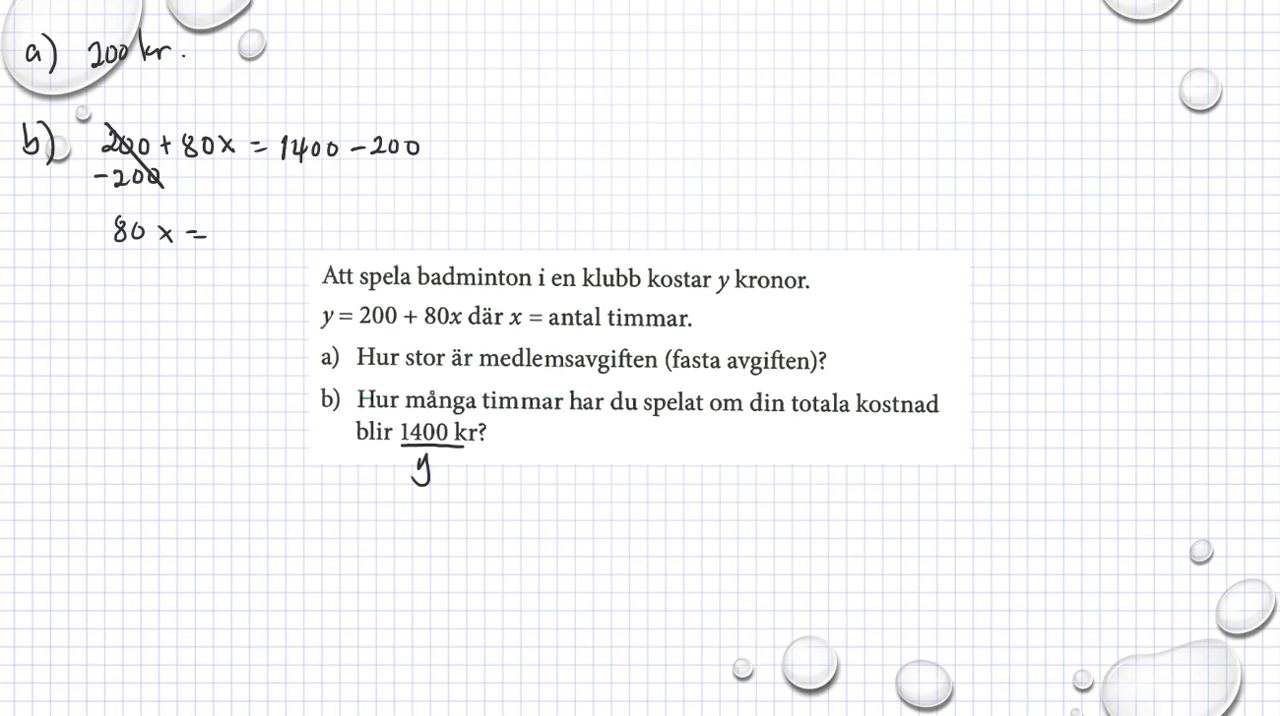 a) 200 kr.
b) 200 + 80x = 1400 - 200
-200
80x =
Att spela badminton i en klubb kostar y kronor.
y = 200 + 80x där x = antal timmar.
a) Hur stor är medlemsavgiften (fasta avgiften)?
b) Hur många timmar har du spelat om din totala kostnad
blir 1400 kr?
y